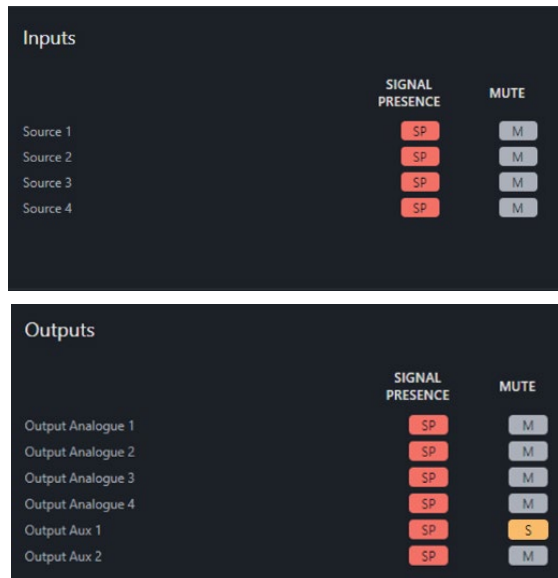 Inputs
SIGNAL PRESENCE MUTE
Source 1 SP M
Source 2 SP M
Source 3 SP M
Source 4 SP M
Outputs
SIGNAL PRESENCE MUTE
Output Analogue 1 SP M
Output Analogue 2 SP M
Output Analogue 3 SP M
Output Analogue 4 SP M
Output Aux 1 SP S
Output Aux 2 SP M